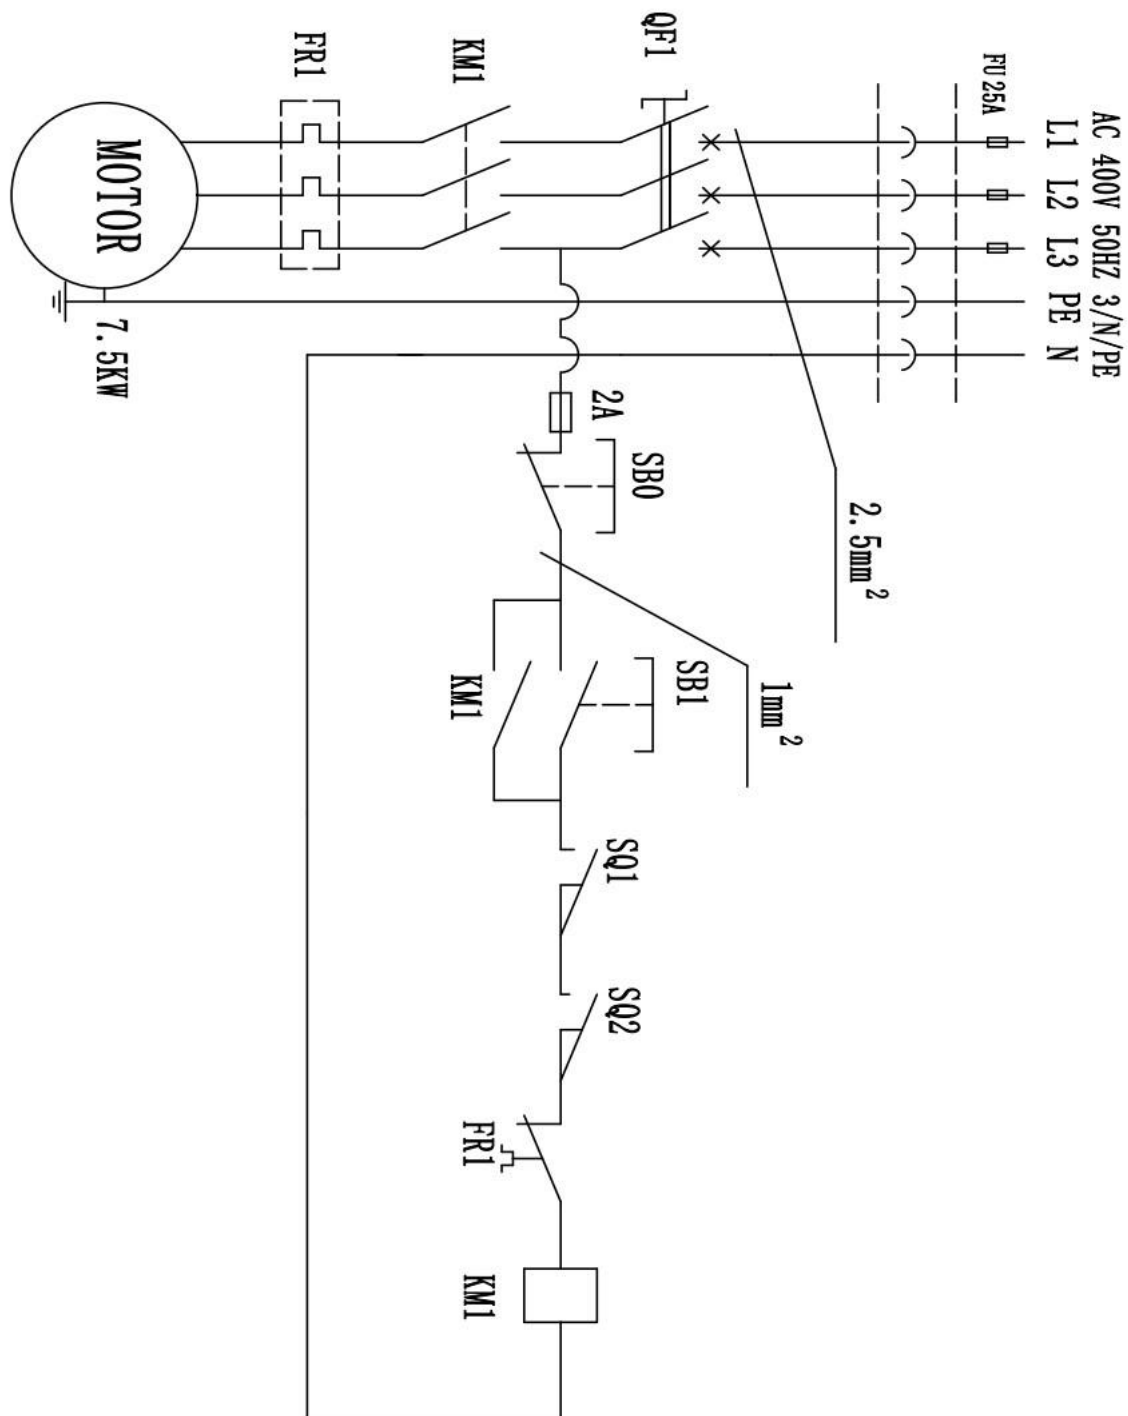 AC 400V 50HZ 3/N/PE
L1
L2
L3
PE
N
FU 25A
QF1
KM1
FR1
MOTOR
7.5KW
2.5mm²
2A
SB0
1mm²
SB1
KM1
SQ1
SQ2
FR1
KM1